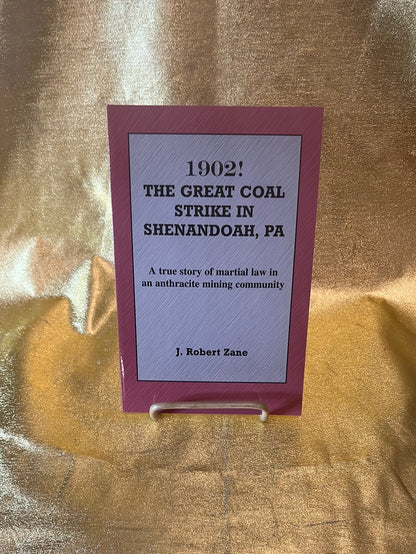 1902!
THE GREAT COAL
STRIKE IN
SHENANDOAH, PA
A true story of martial law in
an anthracite mining community
J. Robert Zane